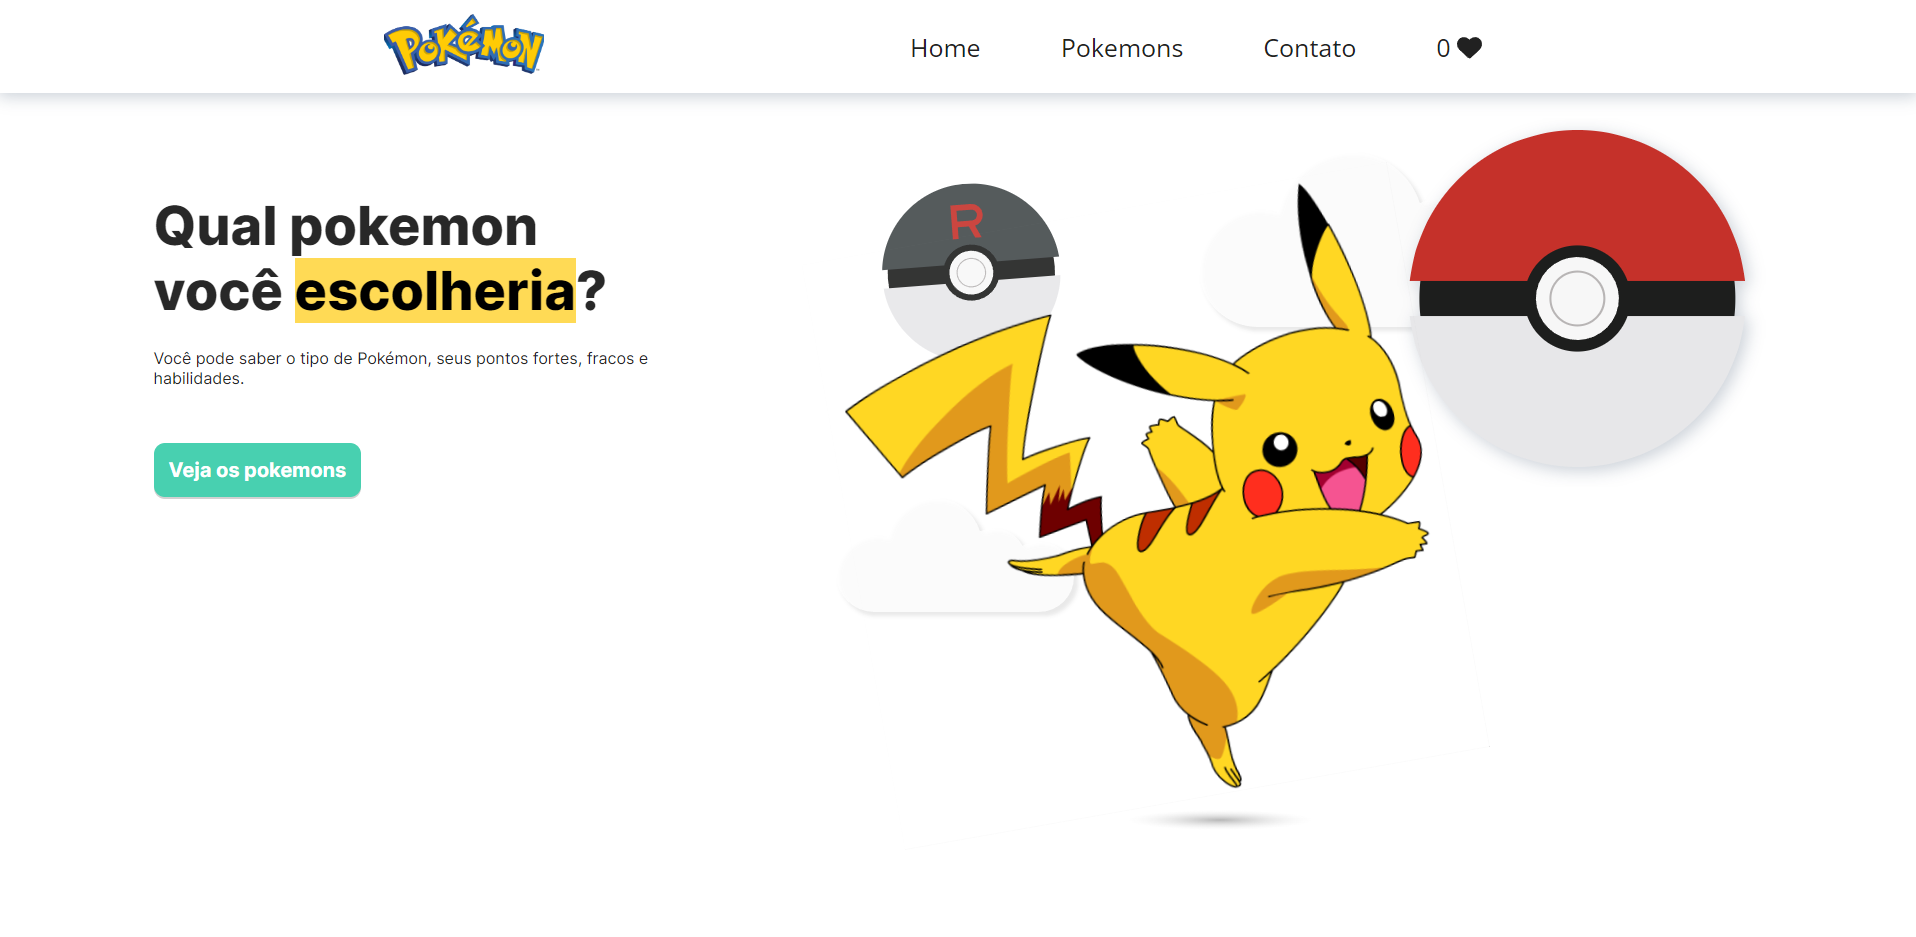 POKéMON
Home Pokemons Contato 0
R
Qual pokemon
você escolheria?
Você pode saber o tipo de Pokémon, seus pontos fortes, fracos e
habilidades.
Veja os pokemons